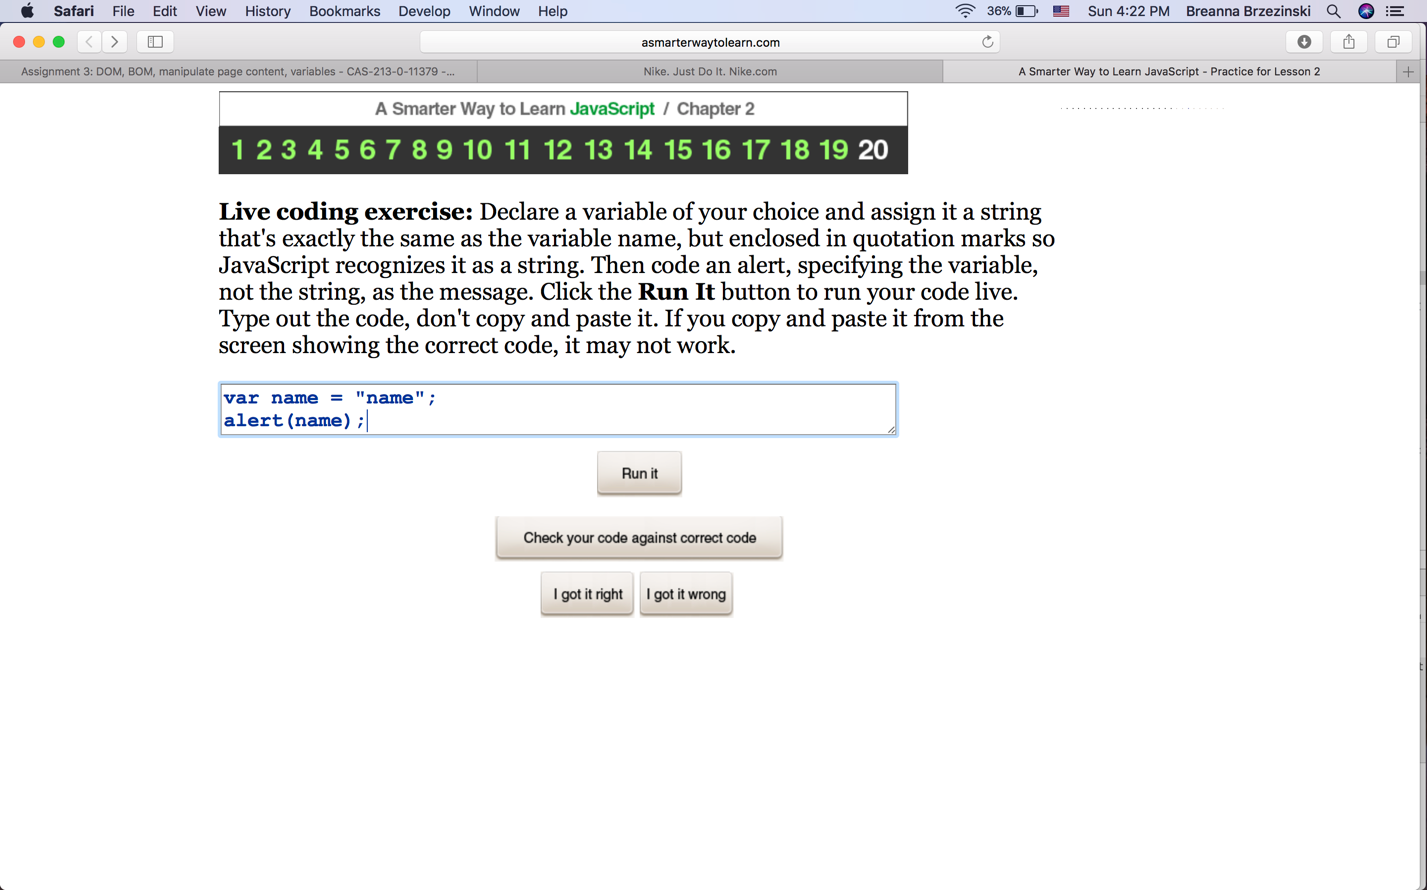 Safari File Edit View History Bookmarks Develop Window Help 36% Sun 4:22 PM Breanna Brzezinski
asmarterwaytolearn.com
Assignment 3: DOM, BOM, manipulate page content, variables - CAS-213-0-11379 -... Nike. Just Do It. Nike.com A Smarter Way to Learn JavaScript - Practice for Lesson 2
A Smarter Way to Learn JavaScript / Chapter 2
1 2 3 4 5 6 7 8 9 10 11 12 13 14 15 16 17 18 19 20
Live coding exercise: Declare a variable of your choice and assign it a string
that's exactly the same as the variable name, but enclosed in quotation marks so
JavaScript recognizes it as a string. Then code an alert, specifying the variable,
not the string, as the message. Click the Run It button to run your code live.
Type out the code, don't copy and paste it. If you copy and paste it from the
screen showing the correct code, it may not work.
var name = "name";
alert(name);
Run it
Check your code against correct code
I got it right I got it wrong